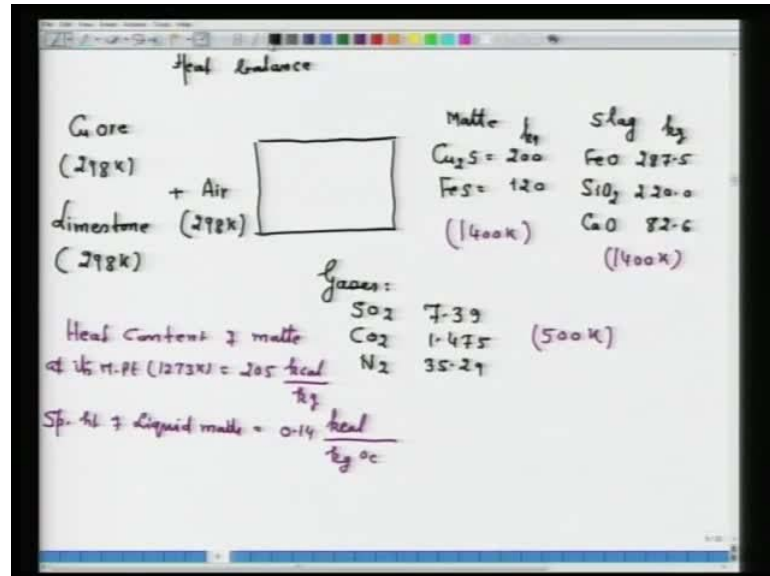 Heat balance
Cu ore
(298K)
+ Air
(298K)
Limestone
(298K)
Matte kg
Cu2S = 200
FeS = 120
(1400K)
Slag kg
FeO 287.5
SiO2 220.0
CaO 82.6
(1400K)
Gases:
SO2 7.39
CO2 1.475 (500K)
N2 35.29
Heat Content of matte
at its M.Pt (1273K) = 205 kcal/kg
Sp. ht of Liquid matte = 0.14 kcal/kg °C